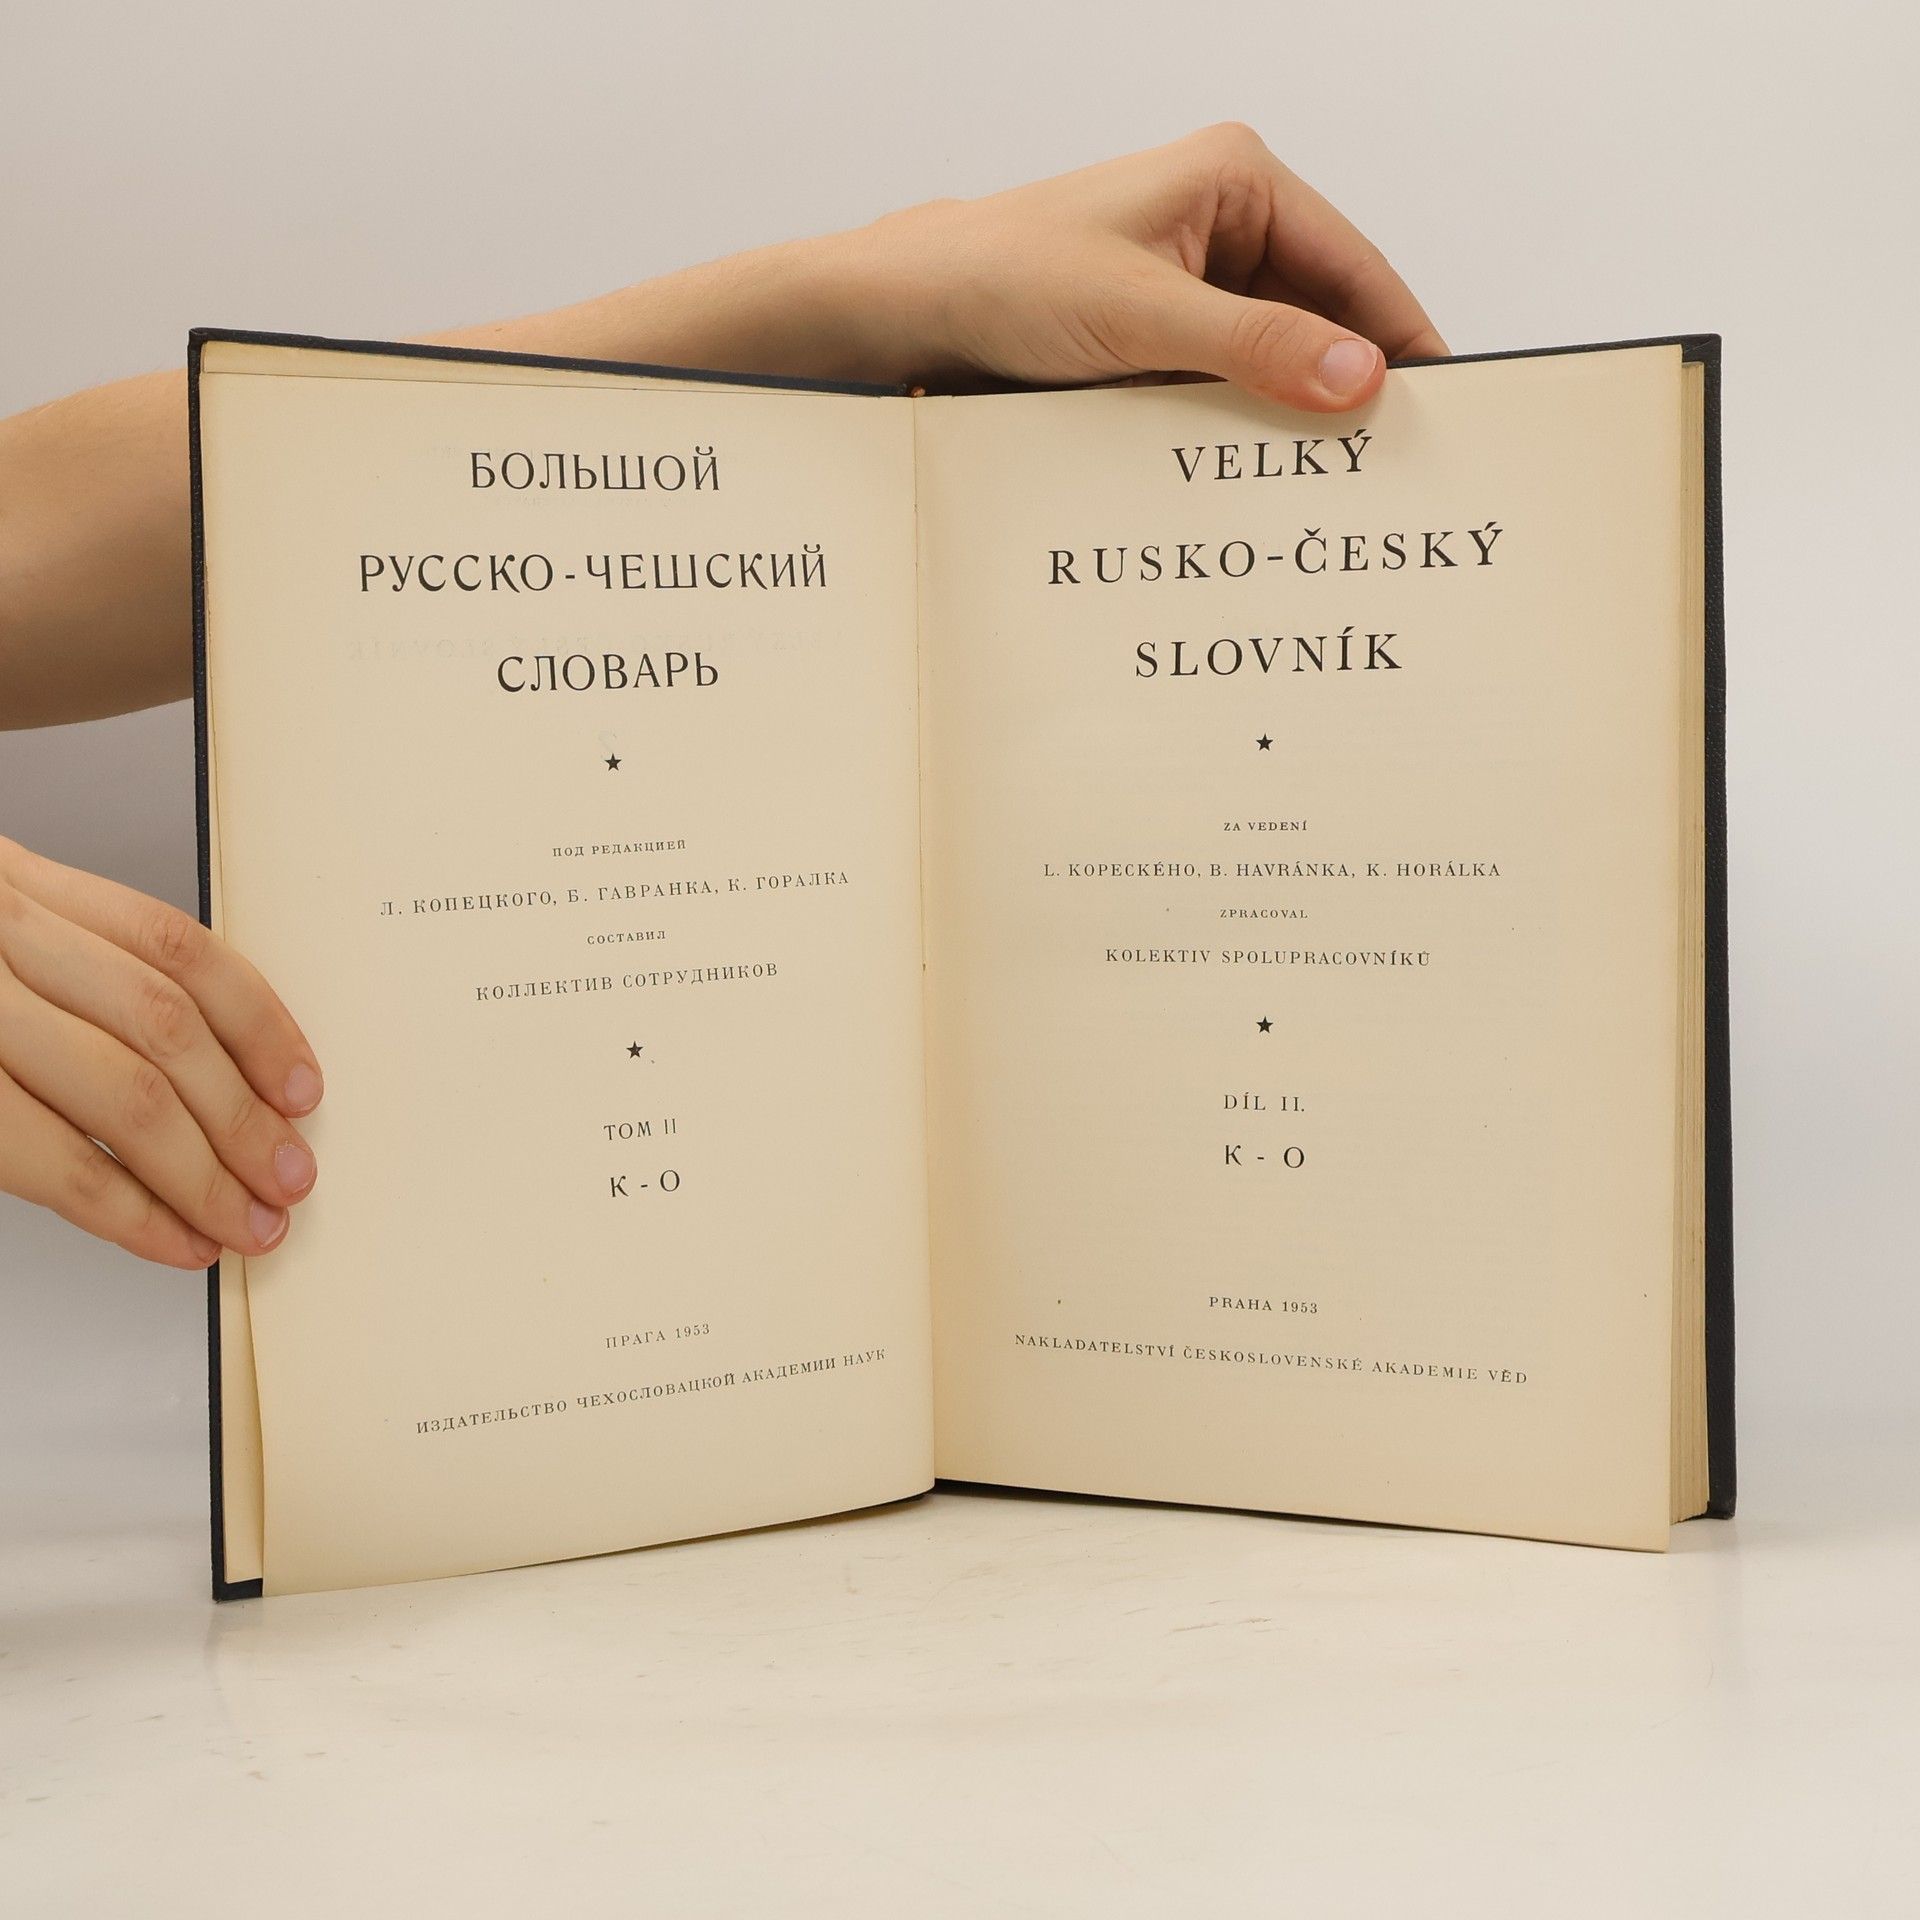 БОЛЬШОЙ
РУССКО-ЧЕШСКИЙ
СЛОВАРЬ
★
ПОД РЕДАКЦИЕЙ
Л. КОПЕЦКОГО, Б. ГАВРАНКА, К. ГОРАЛКА
СОСТАВИЛ
КОЛЛЕКТИВ СОТРУДНИКОВ
★
ТОМ II
К - О
ПРАГА 1953
ИЗДАТЕЛЬСТВО ЧЕХОСЛОВАЦКОЙ АКАДЕМИИ НАУК
VELKÝ
RUSKO-ČESKÝ
SLOVNÍK
★
ZA VEDENÍ
L. KOPECKÉHO, B. HAVRÁNKA, K. HORÁLKA
ZPRACOVAL
KOLEKTIV SPOLUPRACOVNÍKŮ
★
DÍL II.
К - О
PRAHA 1953
NAKLADATELSTVÍ ČESKOSLOVENSKÉ AKADEMIE VĚD